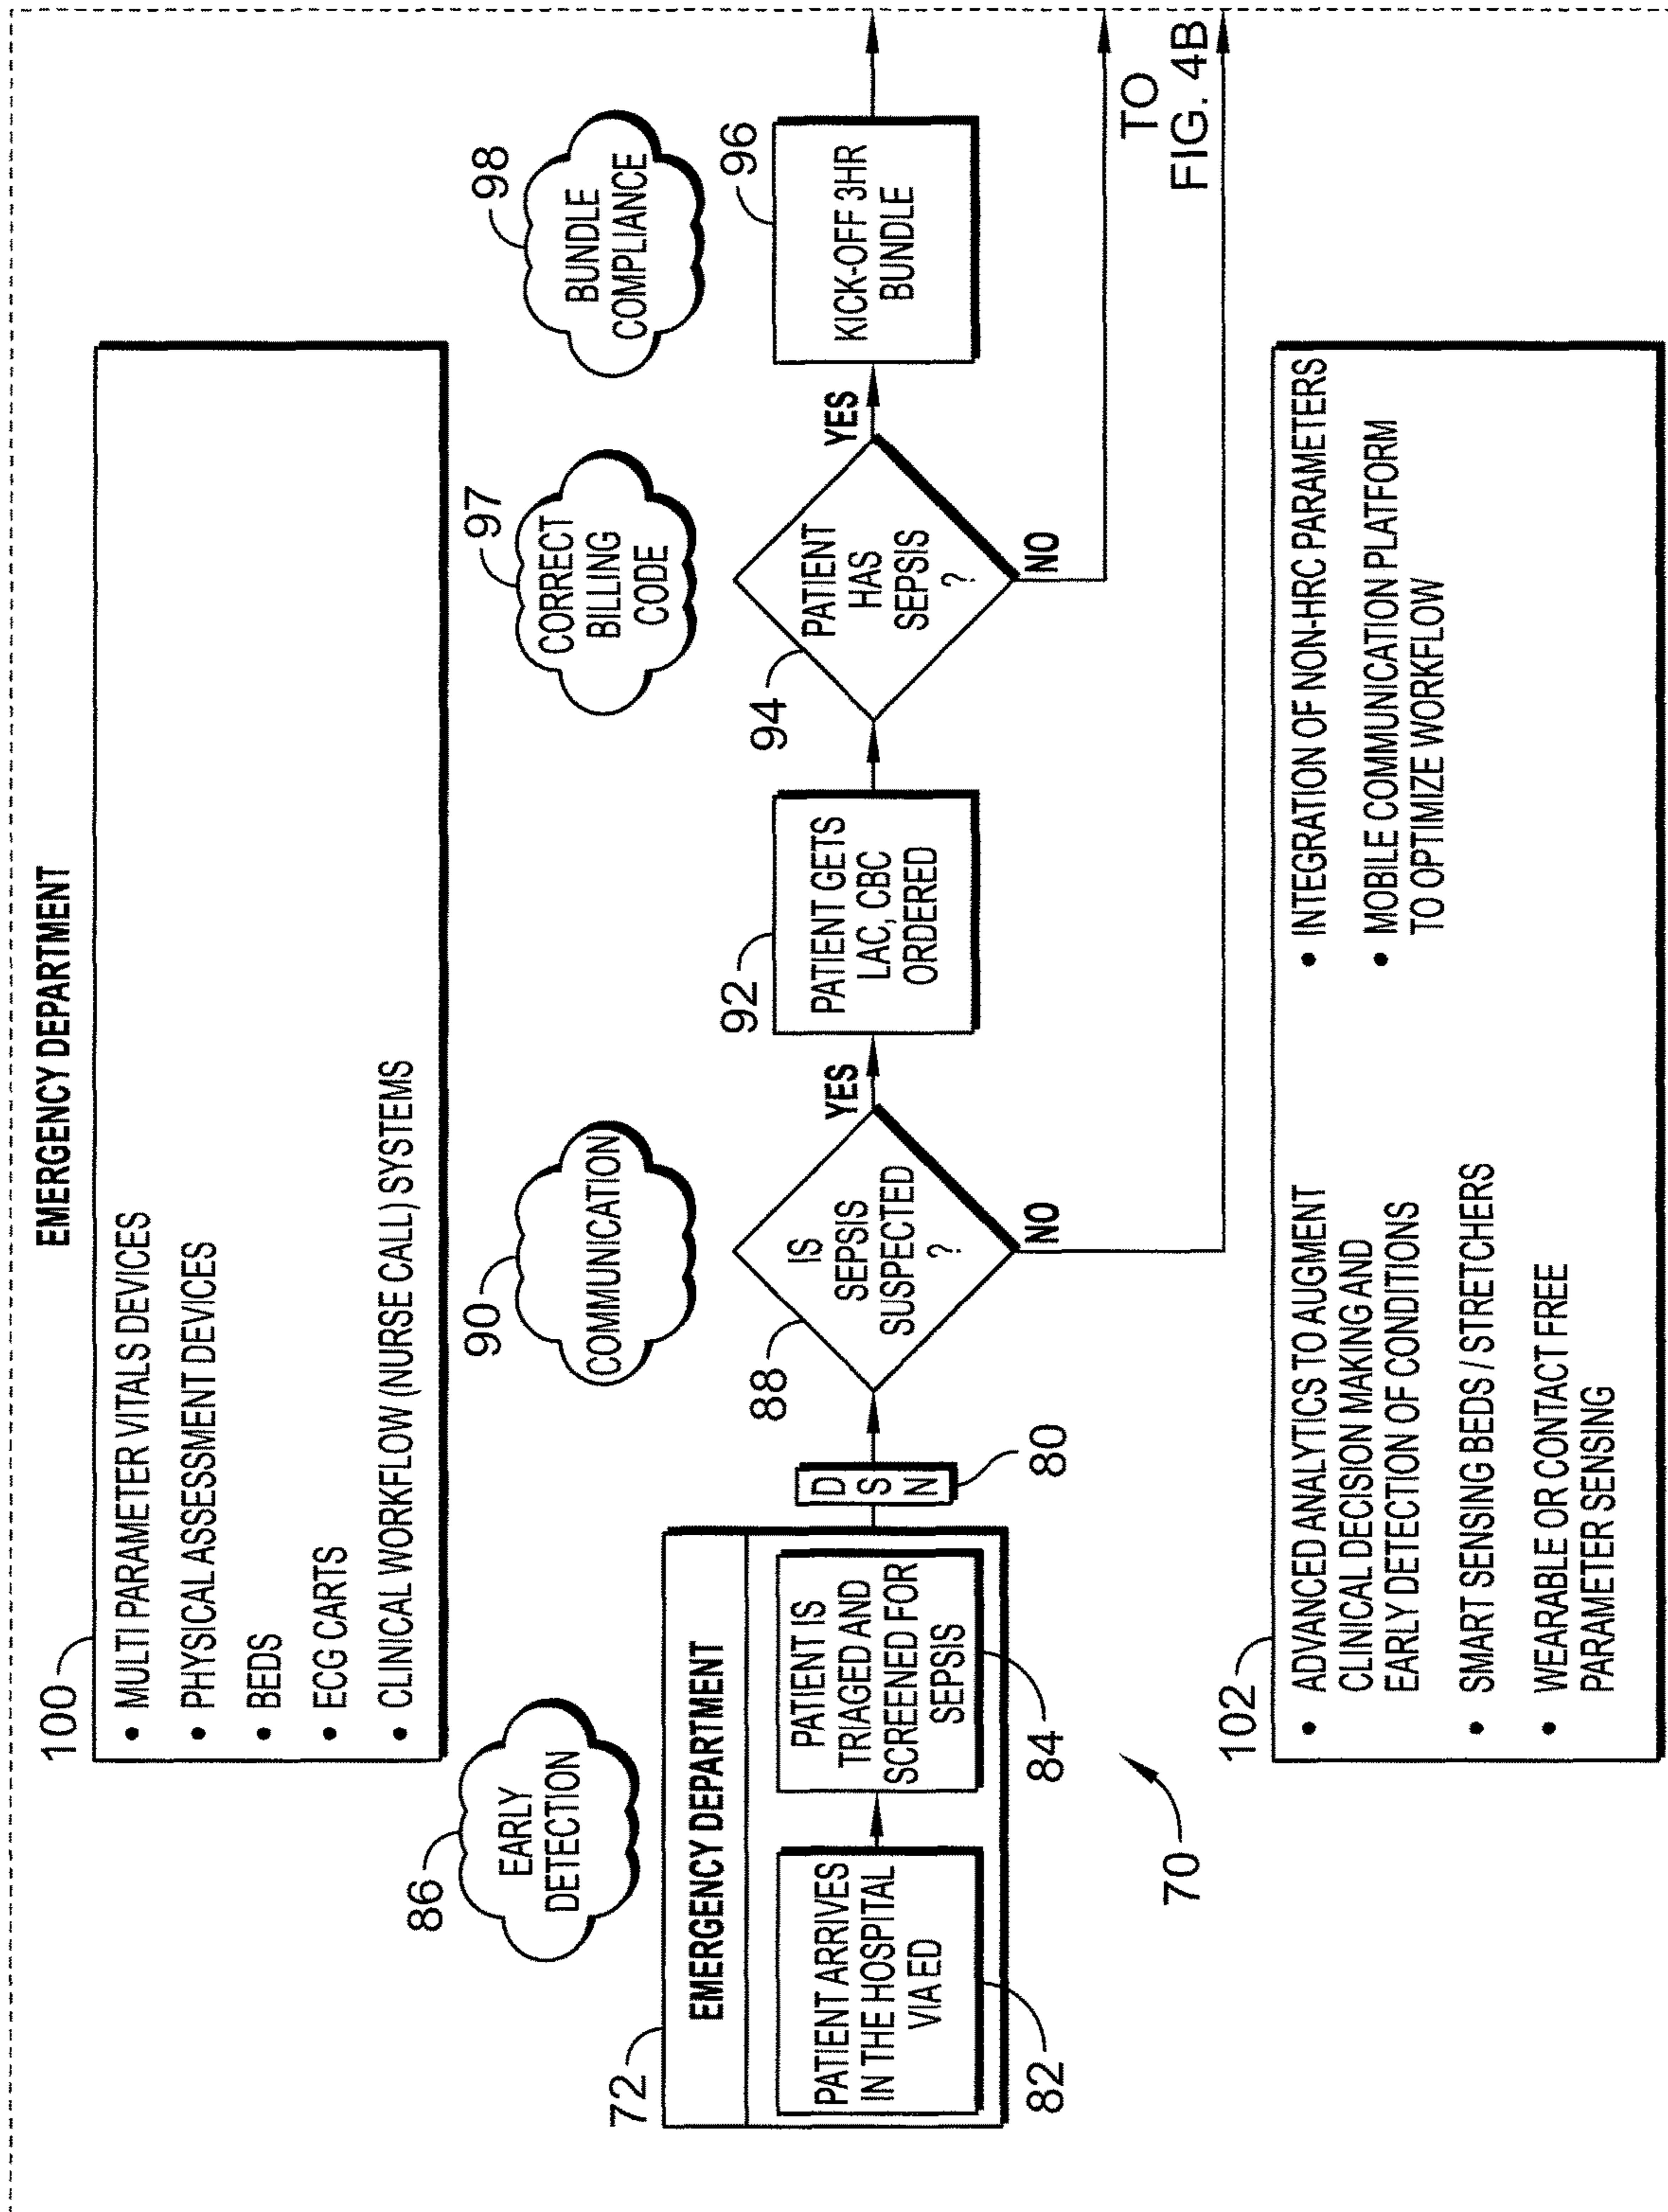 EMERGENCY DEPARTMENT
100
• MULTI PARAMETER VITALS DEVICES
• PHYSICAL ASSESSMENT DEVICES
• BEDS
• ECG CARTS
• CLINICAL WORKFLOW (NURSE CALL) SYSTEMS
86
EARLY
DETECTION
90
COMMUNICATION
97
CORRECT
BILLING
CODE
98
BUNDLE
COMPLIANCE
72
EMERGENCY DEPARTMENT
PATIENT ARRIVES
IN THE HOSPITAL
VIA ED
82
PATIENT IS
TRIAGED AND
SCREENED FOR
SEPSIS
84
D
S
N
80
88
IS
SEPSIS
SUSPECTED
?
YES
NO
92
PATIENT GETS
LAC, CBC
ORDERED
94
PATIENT
HAS
SEPSIS
?
YES
NO
96
KICK-OFF 3HR
BUNDLE
TO
FIG. 4B
70
102
• ADVANCED ANALYTICS TO AUGMENT
CLINICAL DECISION MAKING AND
EARLY DETECTION OF CONDITIONS
• SMART SENSING BEDS / STRETCHERS
• WEARABLE OR CONTACT FREE
PARAMETER SENSING
• INTEGRATION OF NON-HRC PARAMETERS
• MOBILE COMMUNICATION PLATFORM
TO OPTIMIZE WORKFLOW